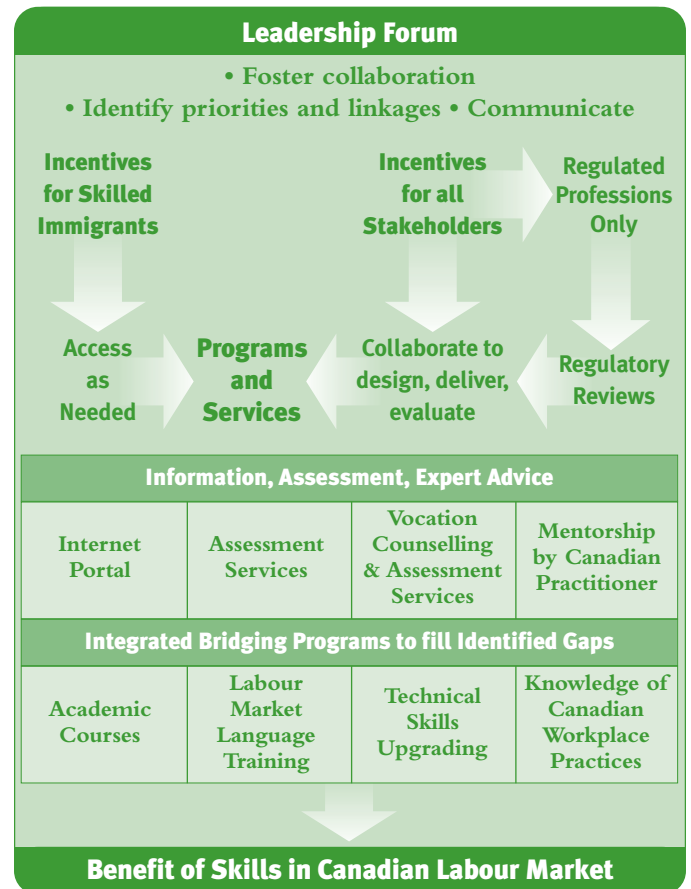 Leadership Forum
• Foster collaboration
• Identify priorities and linkages • Communicate
Incentives
for Skilled
Immigrants
Incentives
for all
Stakeholders
Regulated
Professions
Only
Access
as
Needed
Programs
and
Services
Collaborate to
design, deliver,
evaluate
Regulatory
Reviews
Information, Assessment, Expert Advice
Internet
Portal
Assessment
Services
Vocation
Counselling
& Assessment
Services
Mentorship
by Canadian
Practitioner
Integrated Bridging Programs to fill Identified Gaps
Academic
Courses
Labour
Market
Language
Training
Technical
Skills
Upgrading
Knowledge of
Canadian
Workplace
Practices
Benefit of Skills in Canadian Labour Market